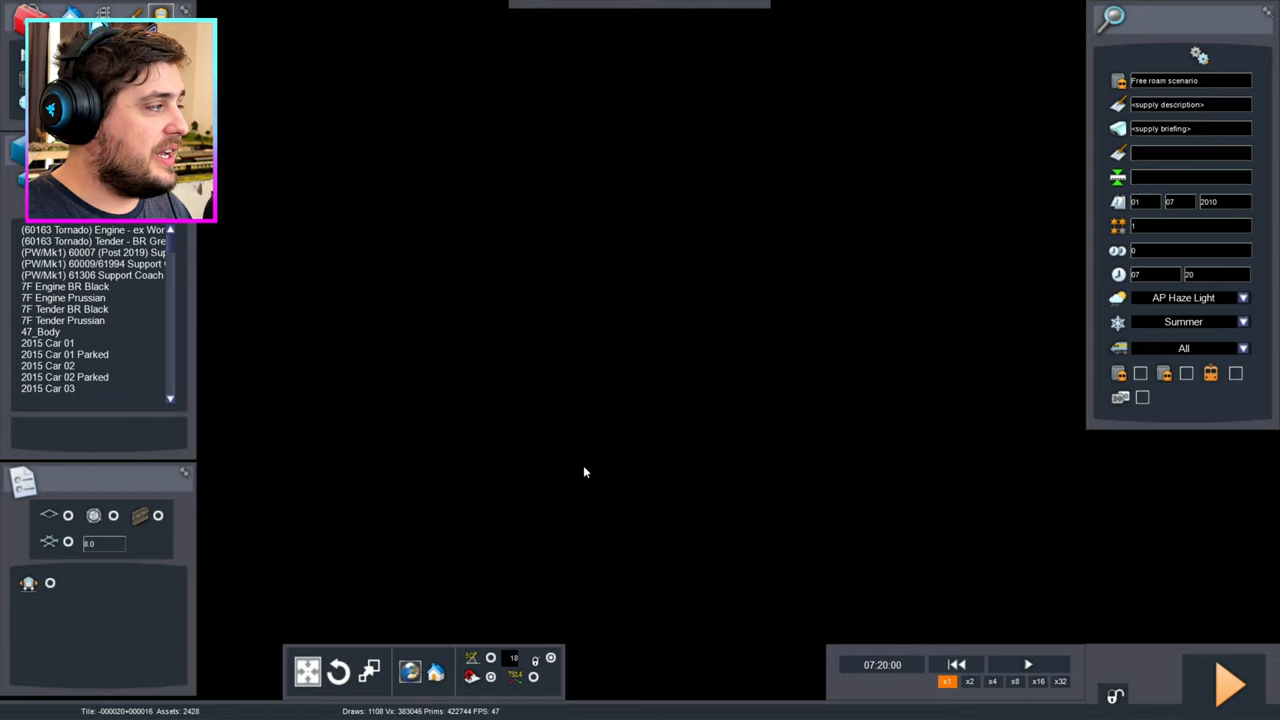 (60163 Tornado) Engine - ex Wor
(60163 Tornado) Tender - BR Gre
(PW/Mk1) 60007 (Post 2019) Sup
(PW/Mk1) 60009/61994 Support
(PW/Mk1) 61306 Support Coach
7F Engine BR Black
7F Engine Prussian
7F Tender BR Black
7F Tender Prussian
47_Body
2015 Car 01
2015 Car 01 Parked
2015 Car 02
2015 Car 02 Parked
2015 Car 03
8.0
Free roam scenario
<supply description>
<supply briefing>
01 07 2010
1
0
07 20
AP Haze Light
Summer
All
18
TS14
07:20:00
x1 x2 x4 x8 x16 x32
Tile: -000020+000016 Assets: 2428
Draws: 1108 Vx: 383045 Prims: 422744 FPS: 47